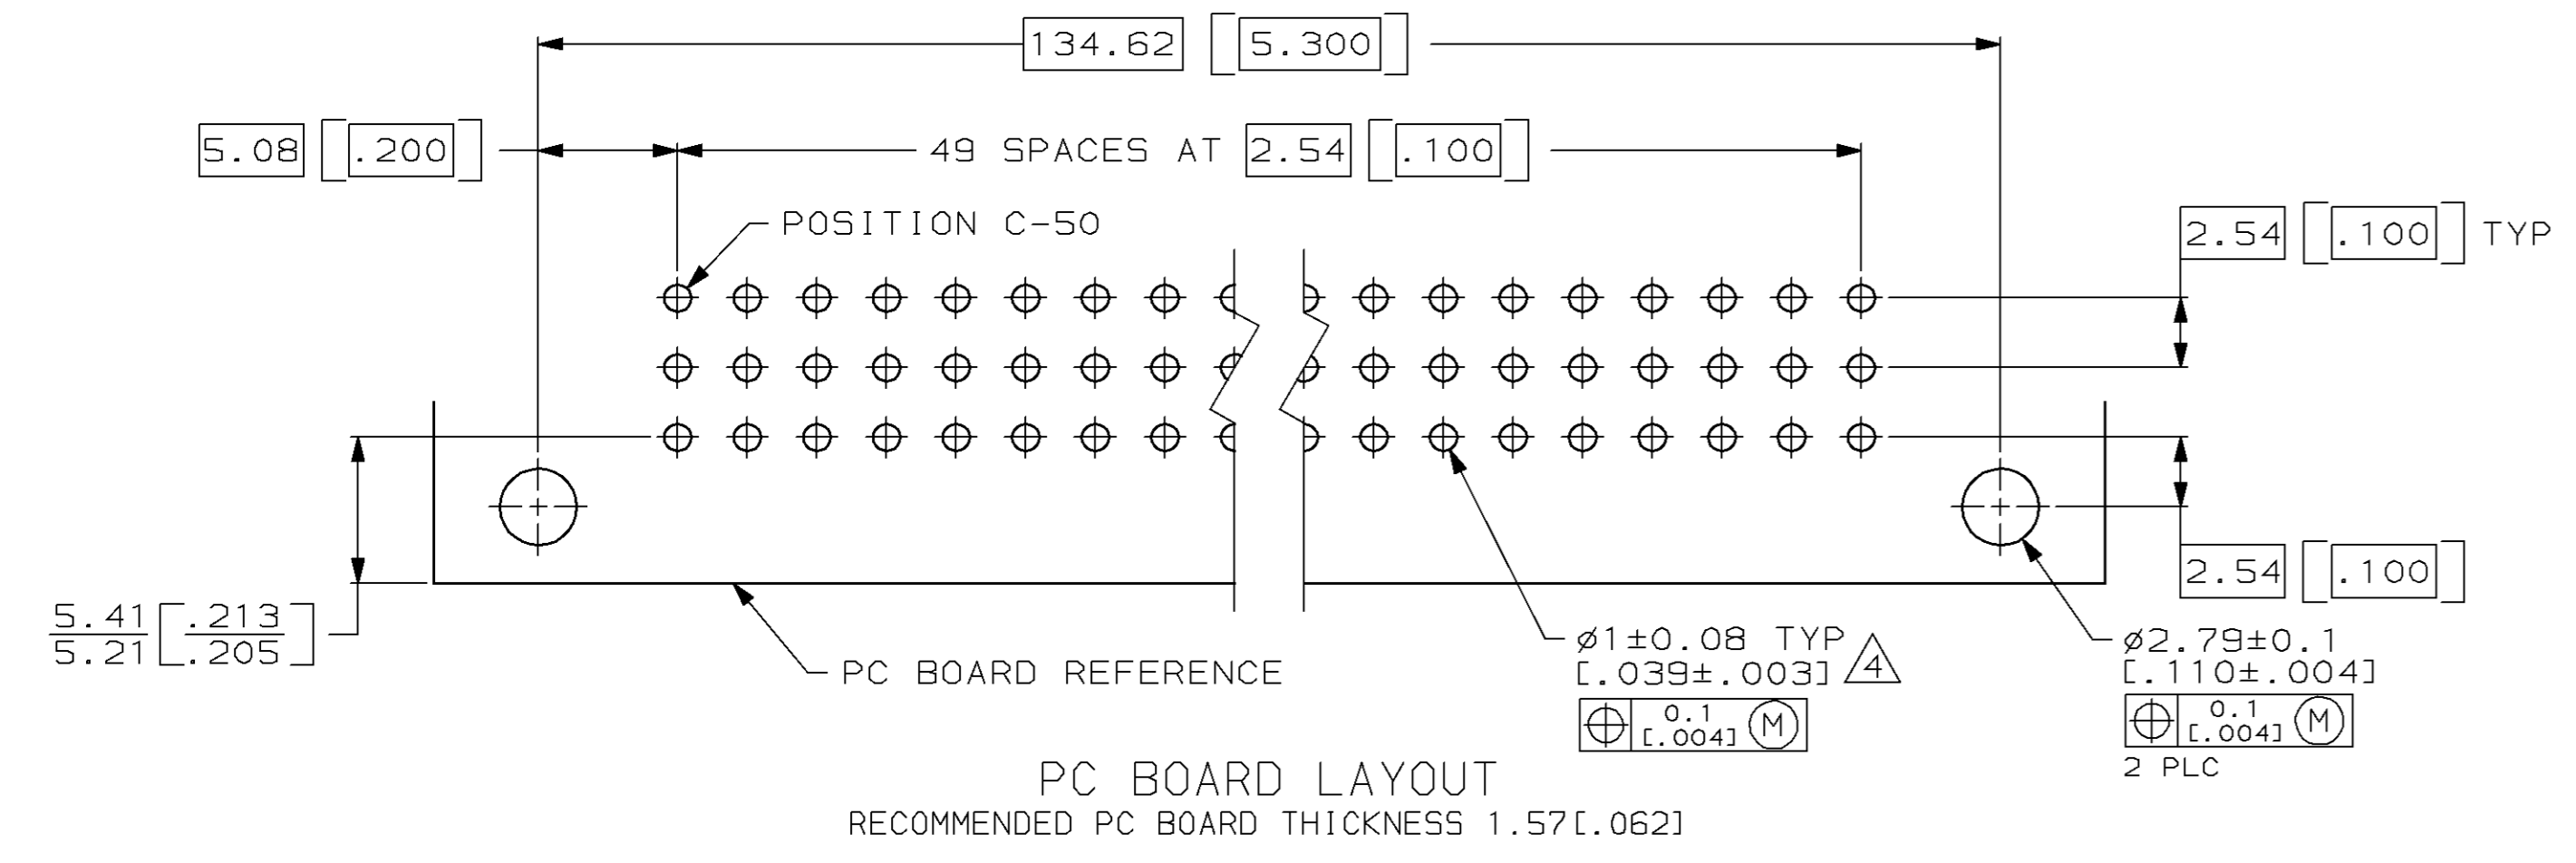 134.62 [5.300]
5.08 [.200]
49 SPACES AT 2.54 [.100]
POSITION C-50
2.54 [.100] TYP
2.54 [.100]
5.41 [.213]
5.21 [.205]
PC BOARD REFERENCE
ø1±0.08 TYP
[.039±.003] 4
0.1
[.004] M
ø2.79±0.1
[.110±.004]
0.1
[.004] M
2 PLC
PC BOARD LAYOUT
RECOMMENDED PC BOARD THICKNESS 1.57[.062]